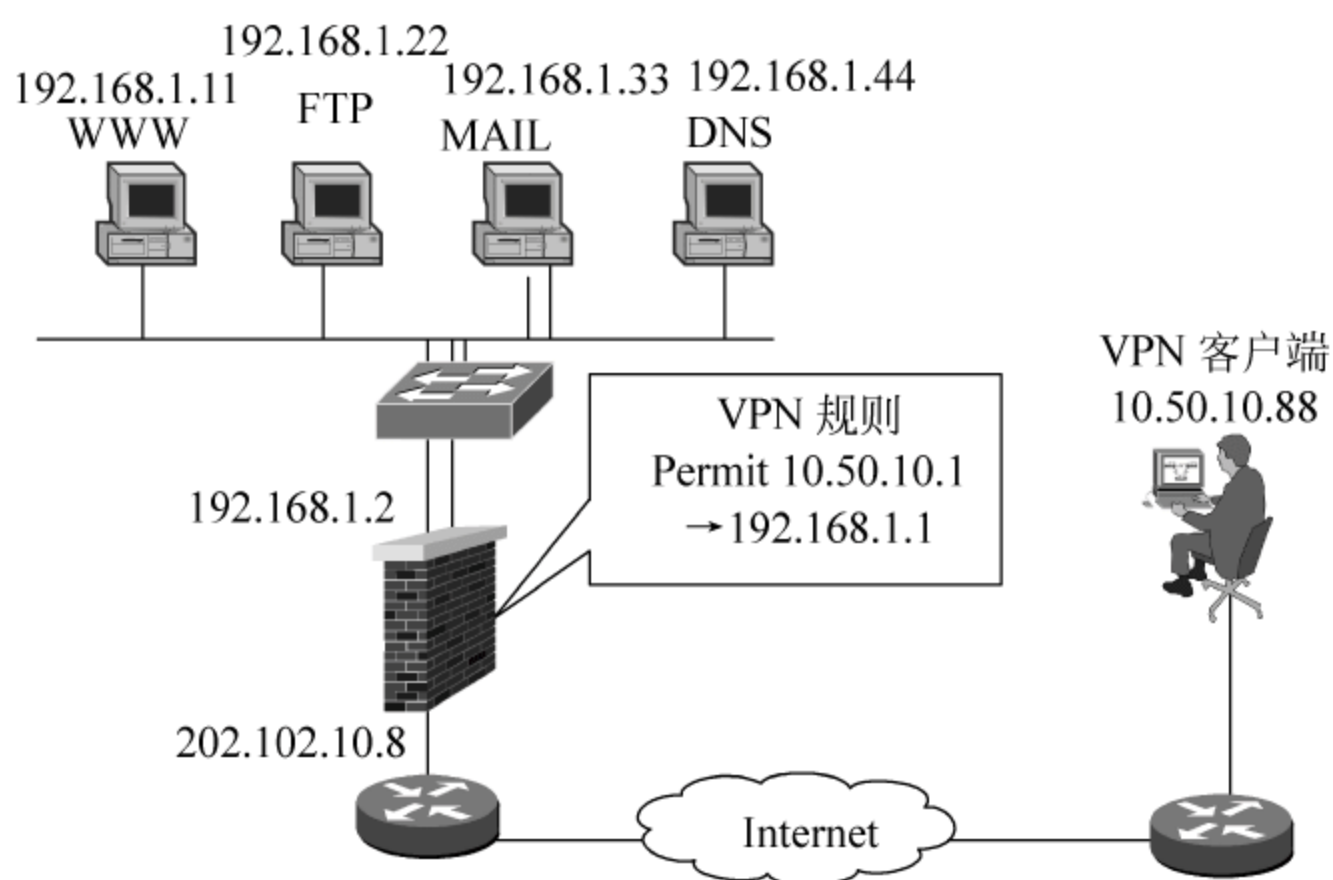 192.168.1.22
192.168.1.11
192.168.1.33
192.168.1.44
WWW
FTP
MAIL
DNS
VPN 客户端
10.50.10.88
VPN 规则
Permit 10.50.10.1
→192.168.1.1
192.168.1.2
202.102.10.8
Internet